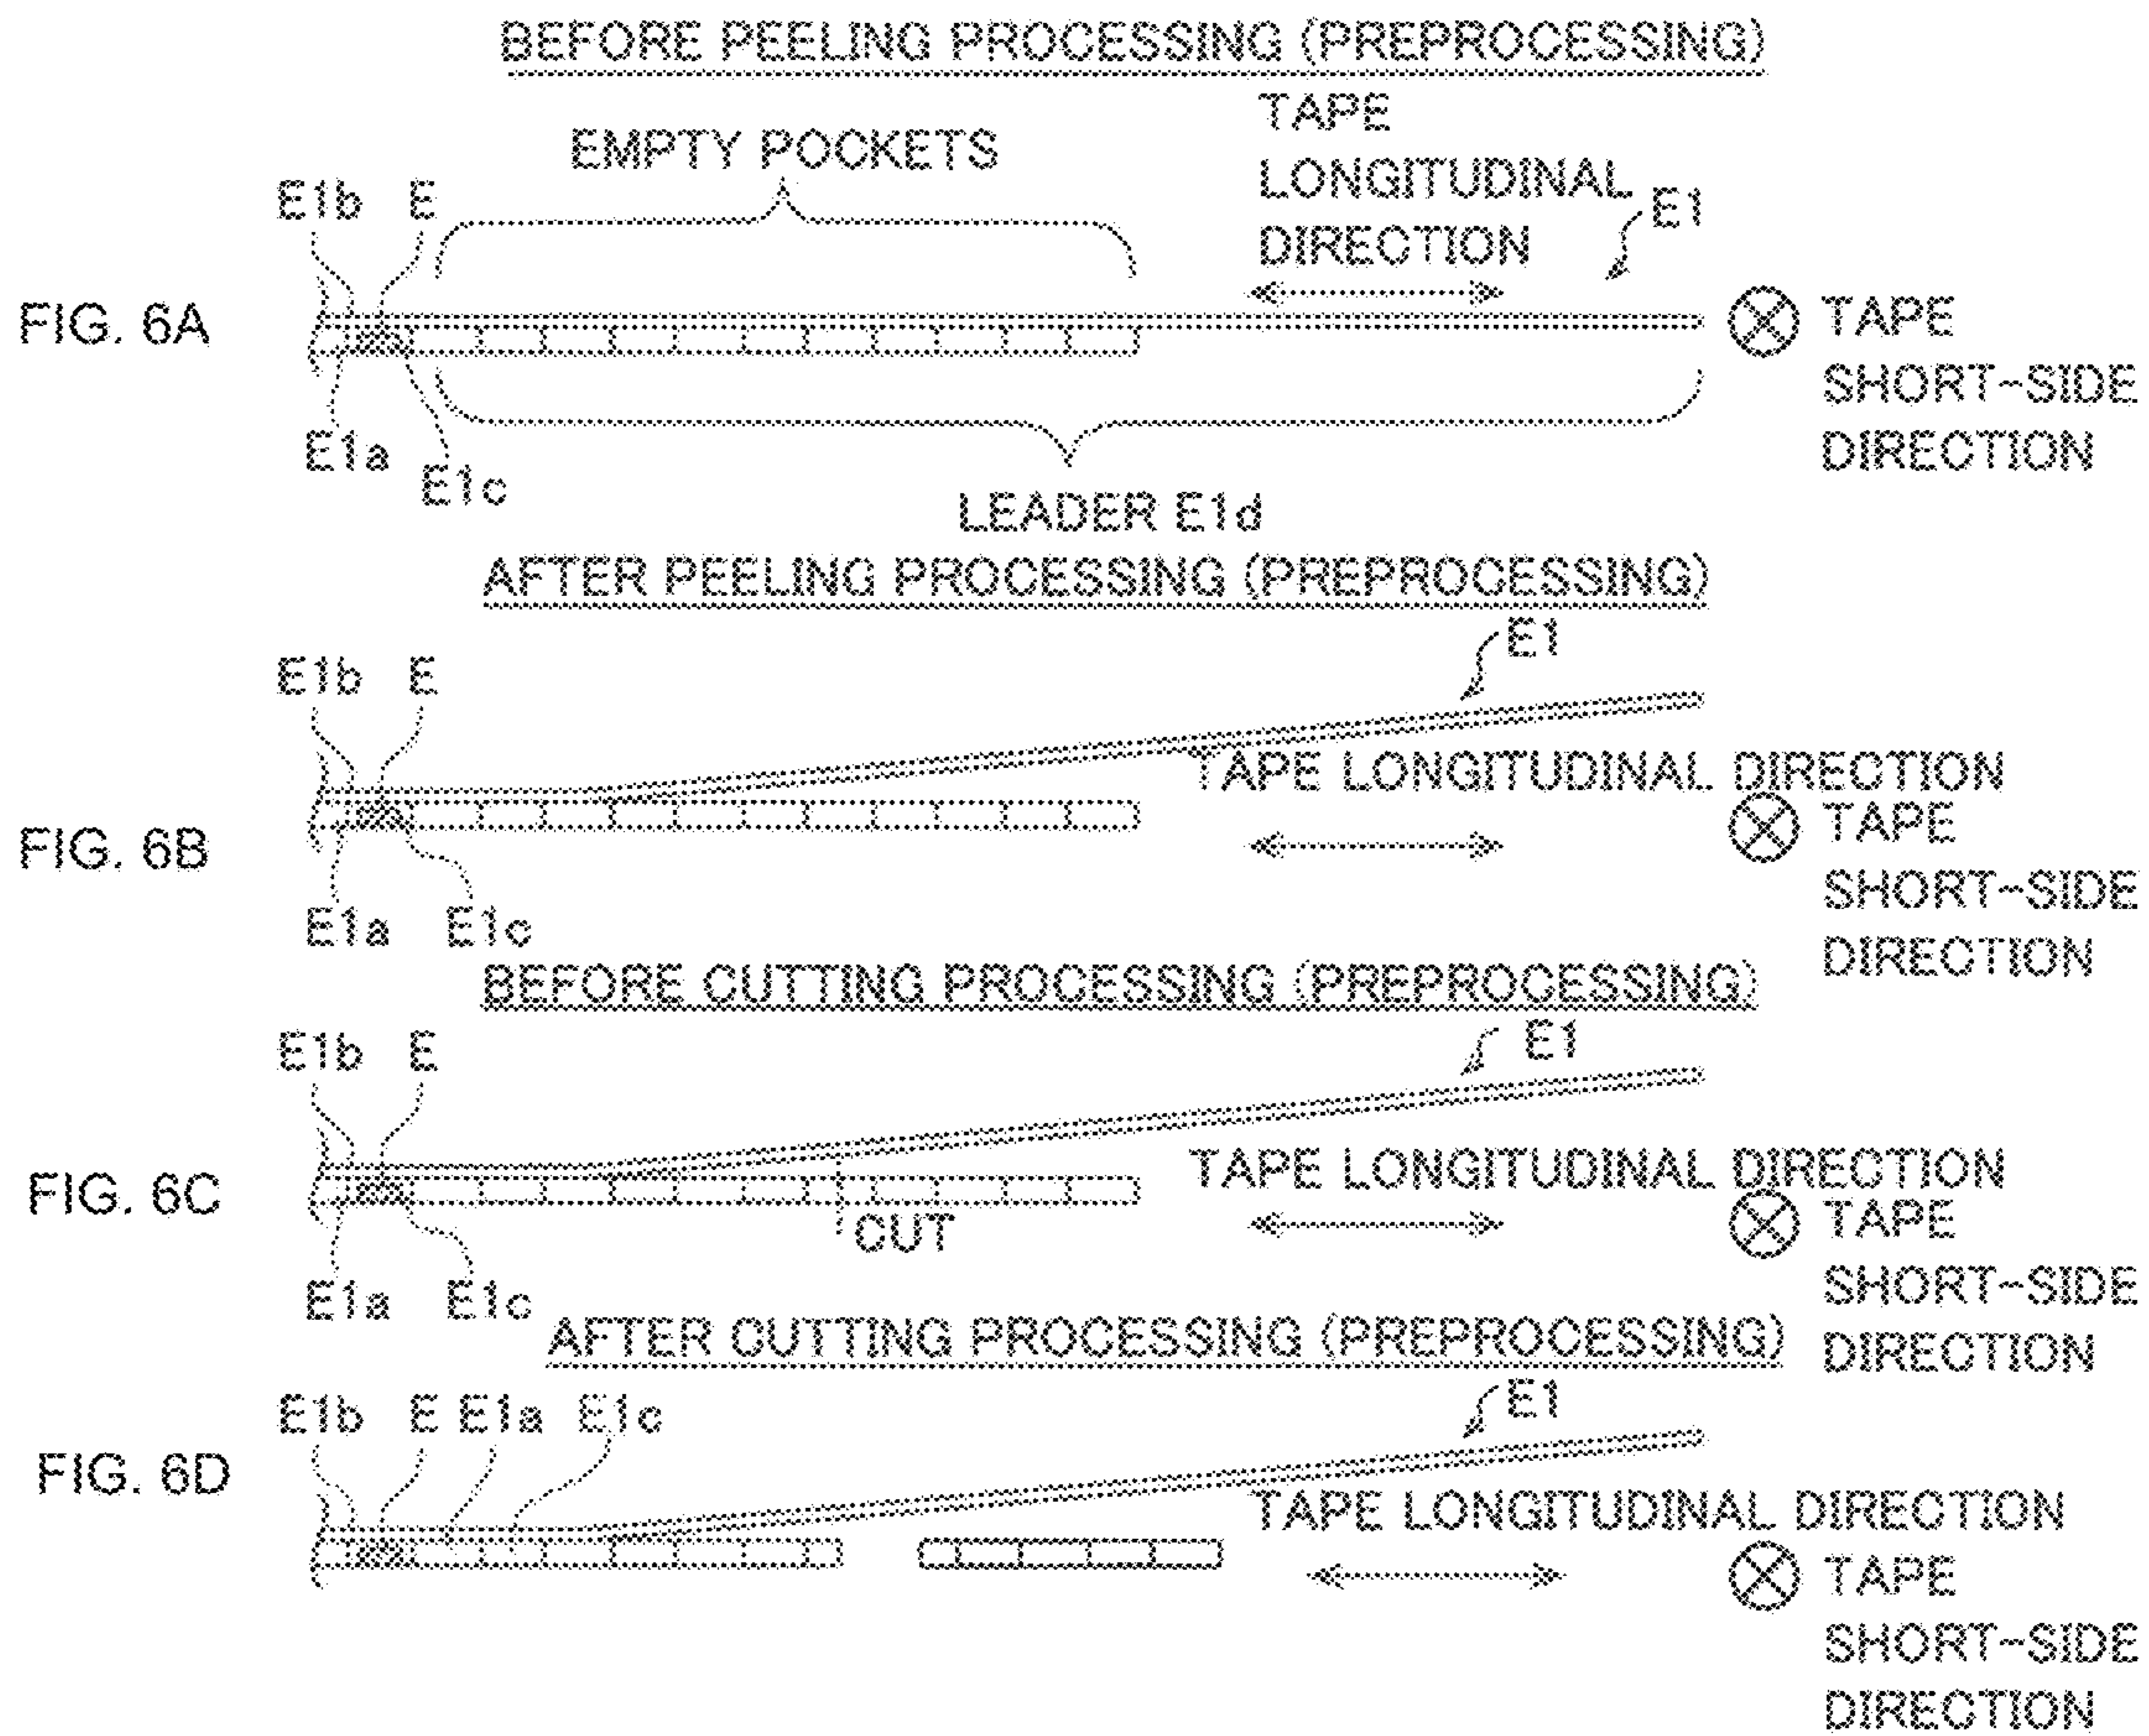 BEFORE PEELING PROCESSING (PREPROCESSING)
TAPE
LONGITUDINAL
DIRECTION
EMPTY POCKETS
E1b E
E1
FIG. 6A
TAPE
SHORT-SIDE
DIRECTION
E1a
E1c
LEADER E1d
AFTER PEELING PROCESSING (PREPROCESSING)
E1
E1b E
TAPE LONGITUDINAL DIRECTION
FIG. 6B
TAPE
SHORT-SIDE
DIRECTION
E1a E1c
BEFORE CUTTING PROCESSING (PREPROCESSING)
E1
E1b E
TAPE LONGITUDINAL DIRECTION
FIG. 6C
CUT
TAPE
SHORT-SIDE
DIRECTION
E1a E1c
AFTER CUTTING PROCESSING (PREPROCESSING)
E1
E1b E E1a E1c
FIG. 6D
TAPE LONGITUDINAL DIRECTION
TAPE
SHORT-SIDE
DIRECTION